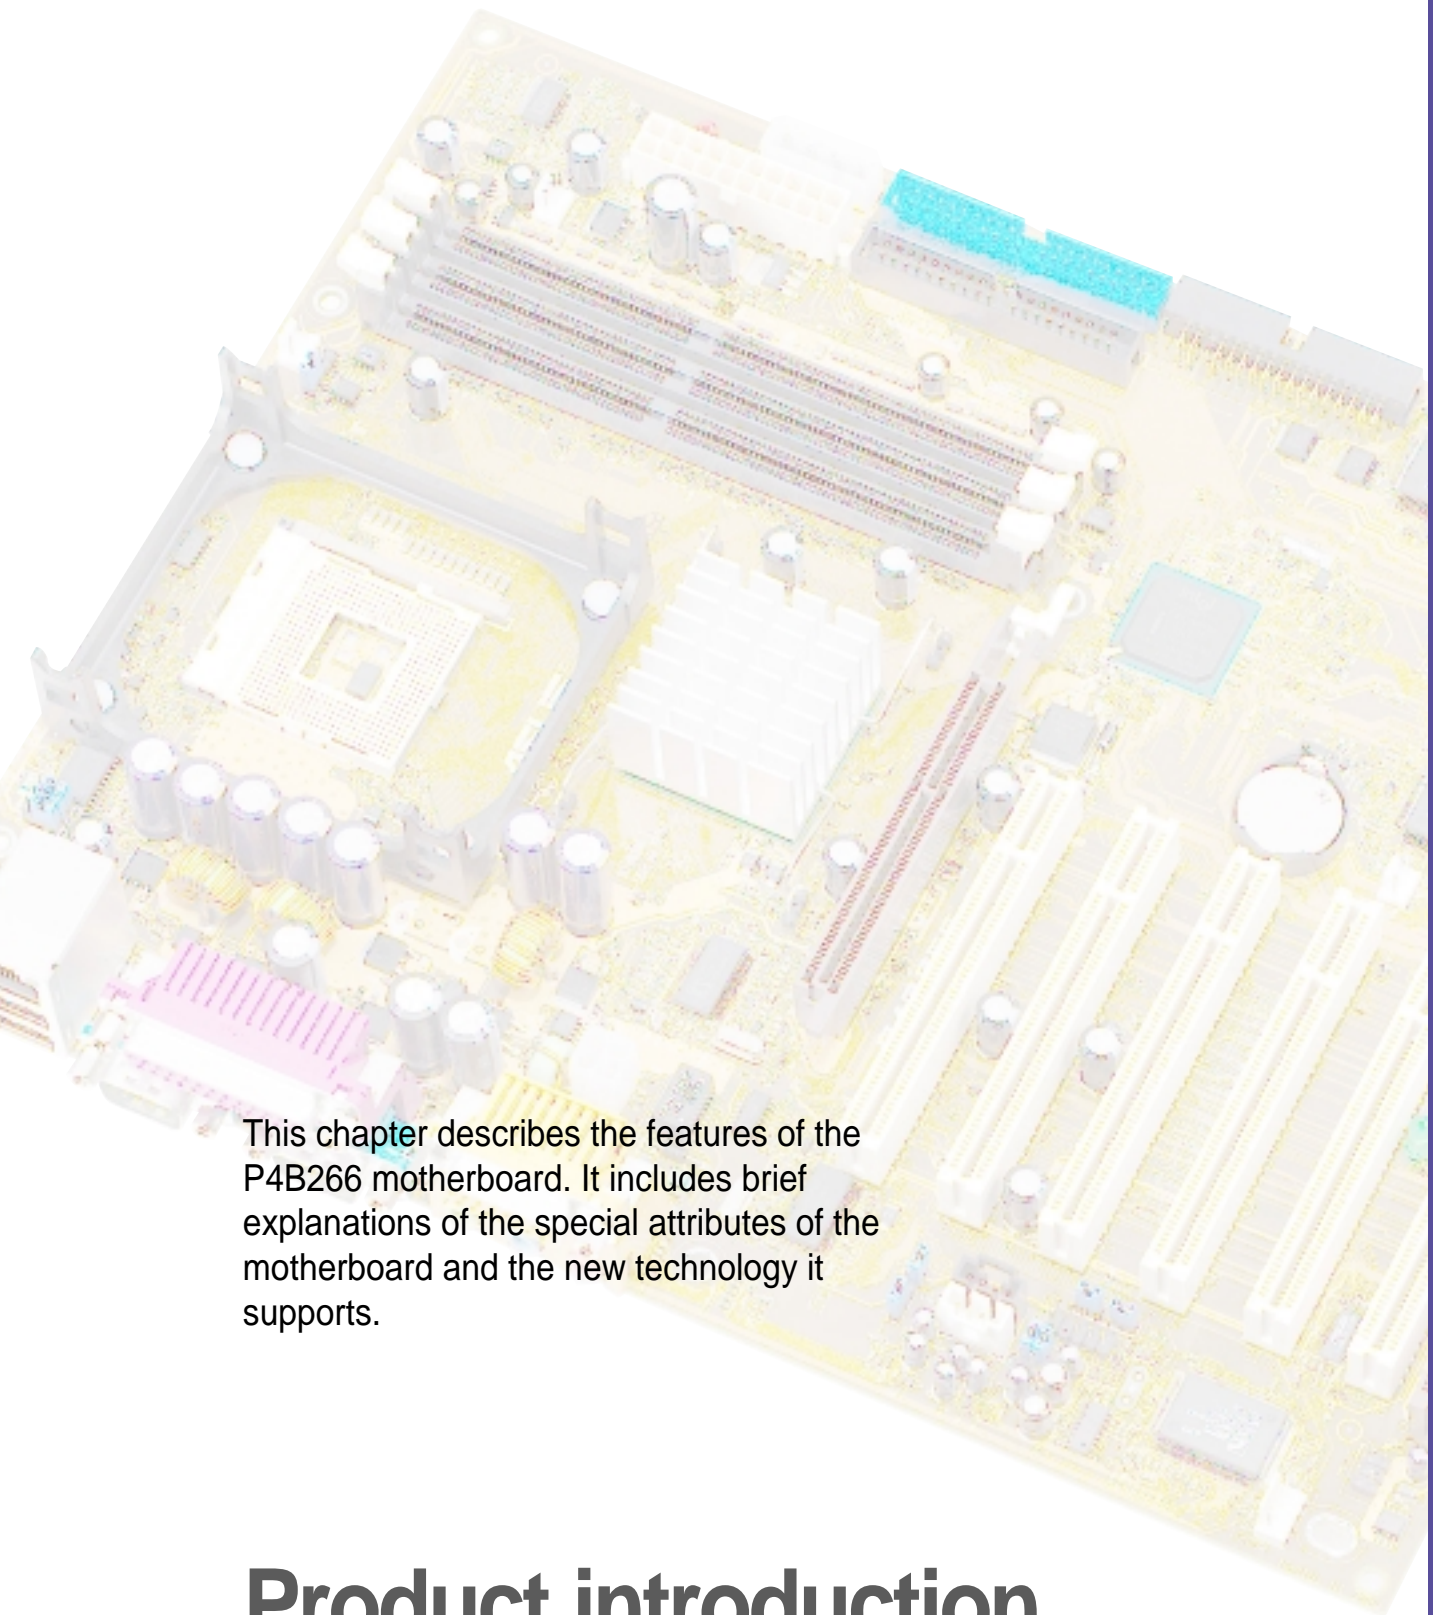 This chapter describes the features of the
P4B266 motherboard. It includes brief
explanations of the special attributes of the
motherboard and the new technology it
supports.
Product introduction